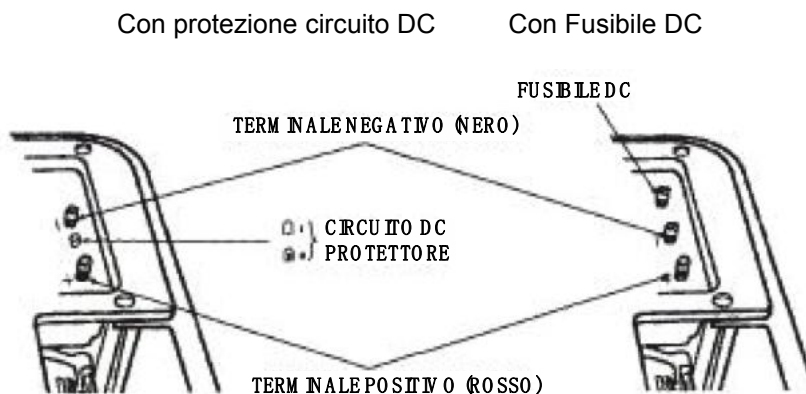 Con protezione circuito DC Con Fusibile DC
FUSIBILE DC
TERMINALE NEGATIVO (NERO)
CIRCUITO DC
PROTETTORE
TERMINALE POSITIVO (ROSSO)